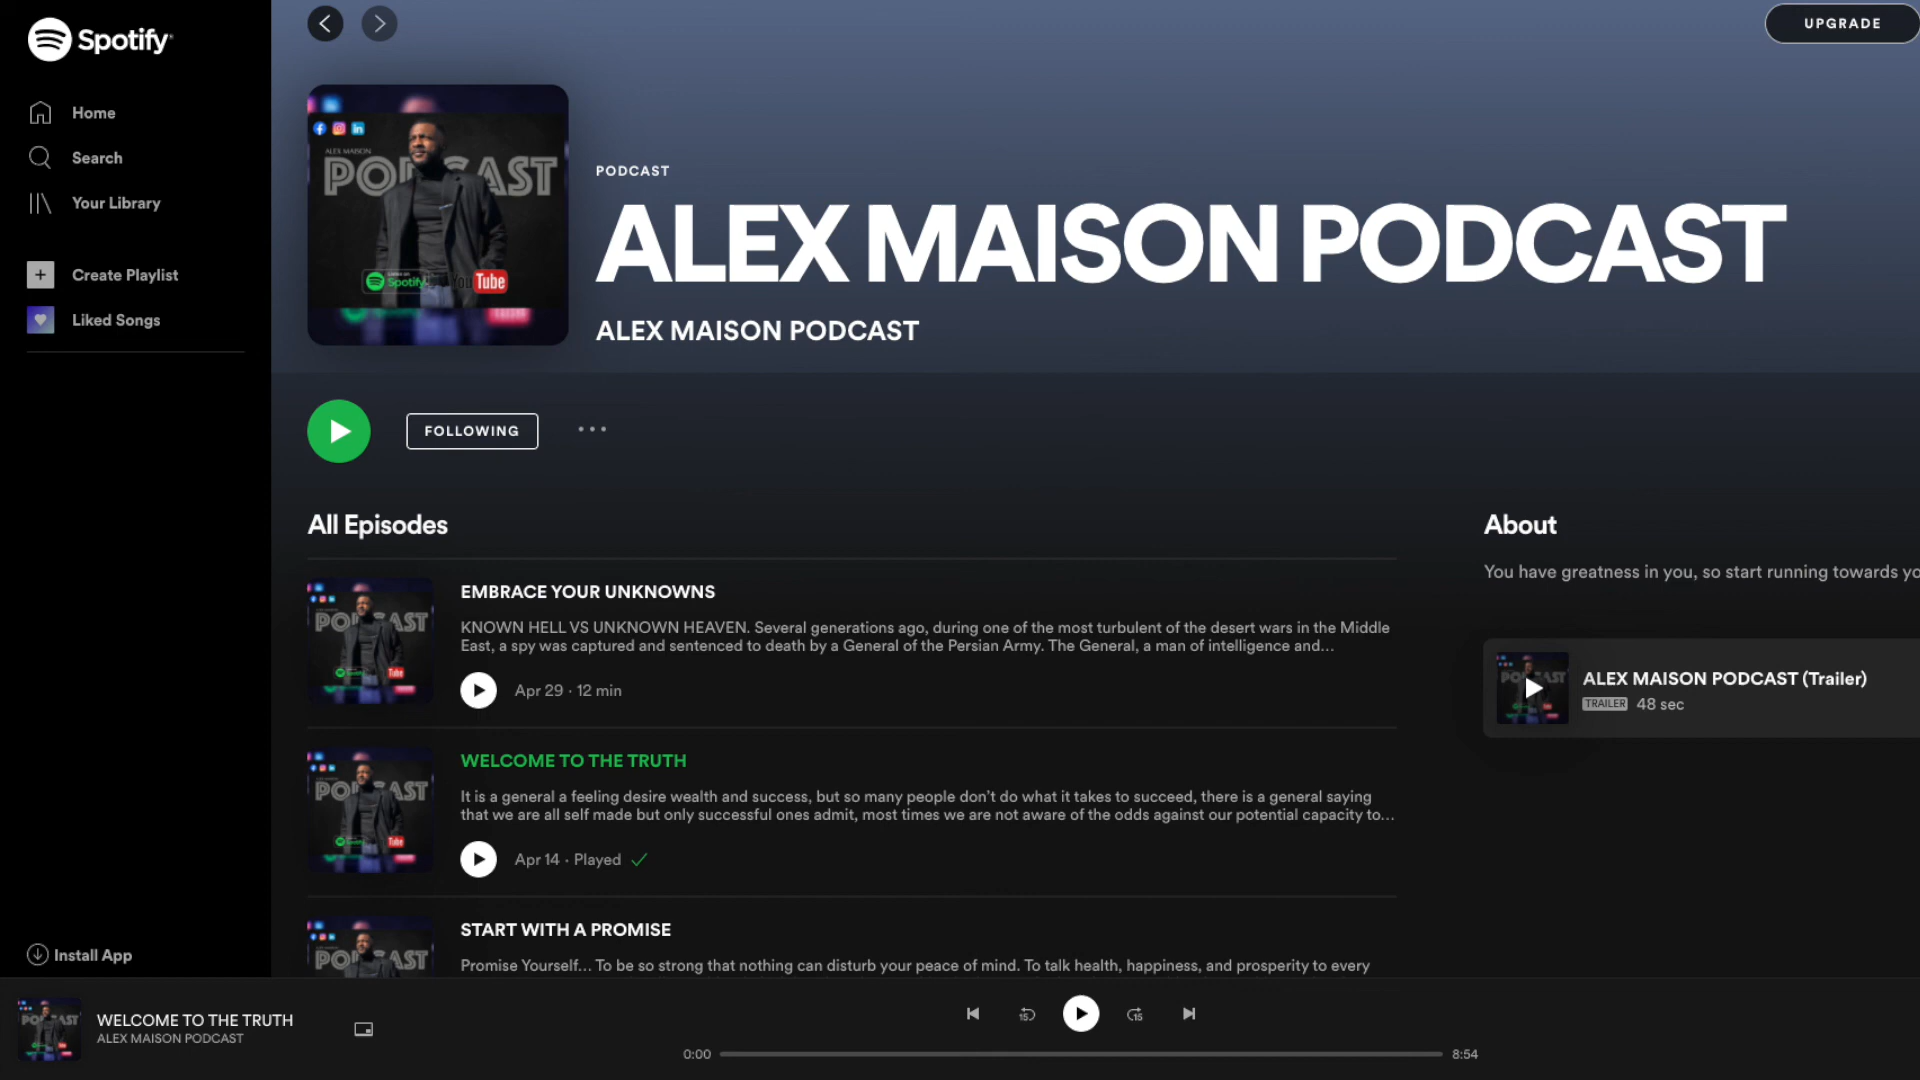 Spotify
UPGRADE
Home
Search
Your Library
Create Playlist
Liked Songs
Install App
ALEX MAISON
PODCAST
Spotify
YouTube
PODCAST
ALEX MAISON PODCAST
ALEX MAISON PODCAST
FOLLOWING
All Episodes
EMBRACE YOUR UNKNOWNS
KNOWN HELL VS UNKNOWN HEAVEN. Several generations ago, during one of the most turbulent of the desert wars in the Middle
East, a spy was captured and sentenced to death by a General of the Persian Army. The General, a man of intelligence and...
Apr 29 · 12 min
WELCOME TO THE TRUTH
It is a general a feeling desire wealth and success, but so many people don't do what it takes to succeed, there is a general saying
that we are all self made but only successful ones admit, most times we are not aware of the odds against our potential capacity to...
Apr 14 · Played
START WITH A PROMISE
Promise Yourself... To be so strong that nothing can disturb your peace of mind. To talk health, happiness, and prosperity to every
About
You have greatness in you, so start running towards yo
ALEX MAISON PODCAST (Trailer)
TRAILER 48 sec
WELCOME TO THE TRUTH
ALEX MAISON PODCAST
15
15
0:00
8:54